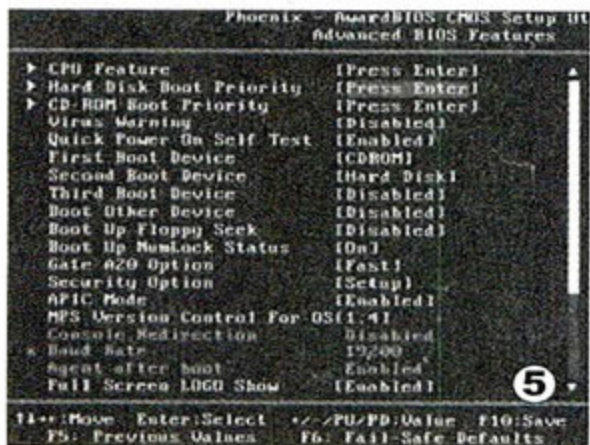 Phoenix - AwardBIOS CMOS Setup Ut
Advanced BIOS Features
CPU Feature [Press Enter]
Hard Disk Boot Priority [Press Enter]
CD-ROM Boot Priority [Press Enter]
Virus Warning [Disabled]
Quick Power On Self Test [Enabled]
First Boot Device [CDROM]
Second Boot Device [Hard Disk]
Third Boot Device [Disabled]
Boot Other Device [Disabled]
Boot Up Floppy Seek [Disabled]
Boot Up NumLock Status [On]
Gate A20 Option [Fast]
Security Option [Setup]
APIC Mode [Enabled]
MPS Version Control For OS[1.4]
Console Redirection Disabled
x Baud Rate 19200
Agent after boot Enabled
Full Screen LOGO Show [Enabled]
5
↑↓→←:Move Enter:Select +/-/PU/PD:Value F10:Save
F5: Previous Values F6: Fail-Safe Defaults